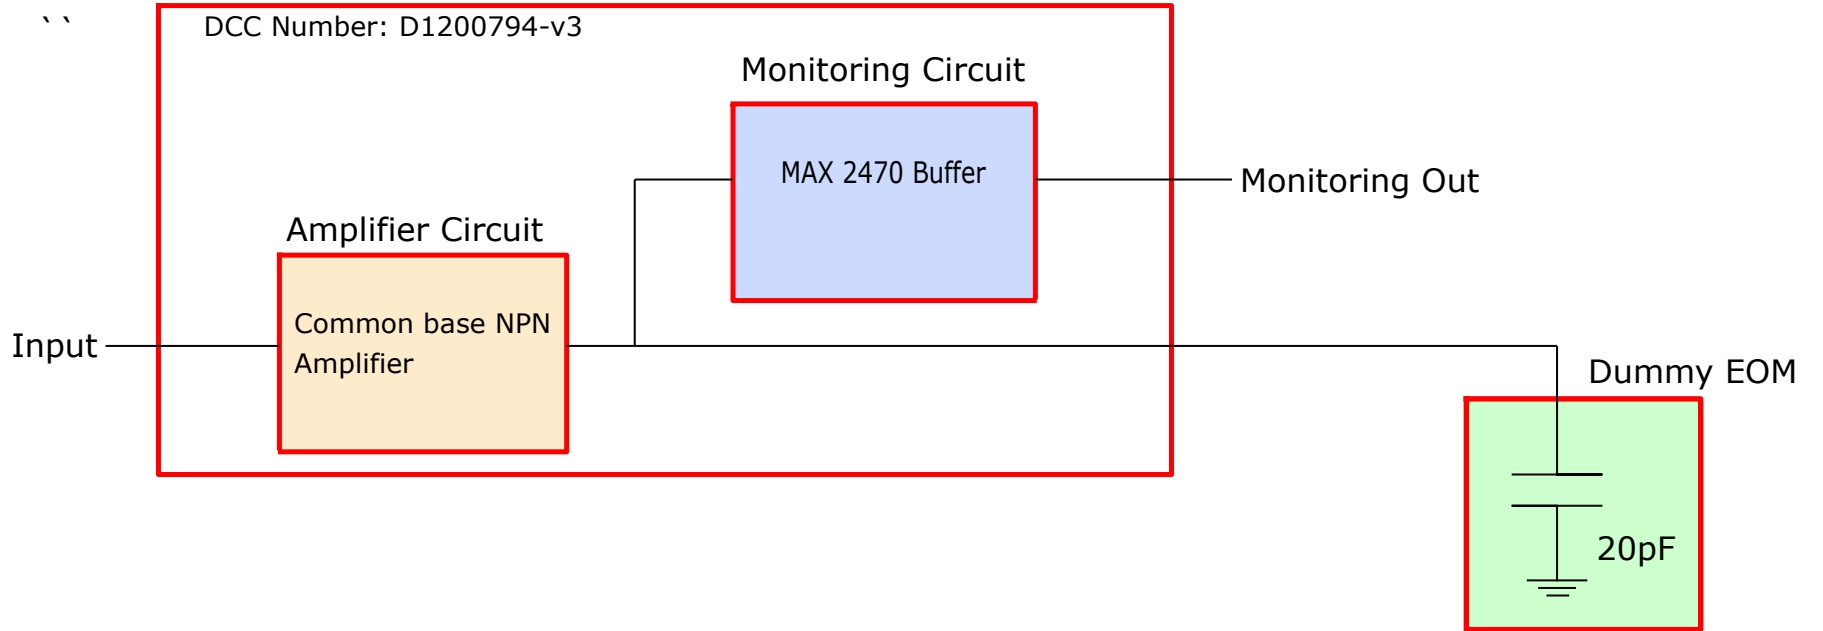 ` `
DCC Number: D1200794-v3
Monitoring Circuit
MAX 2470 Buffer
Monitoring Out
Amplifier Circuit
Common base NPN
Amplifier
Input
Dummy EOM
20pF